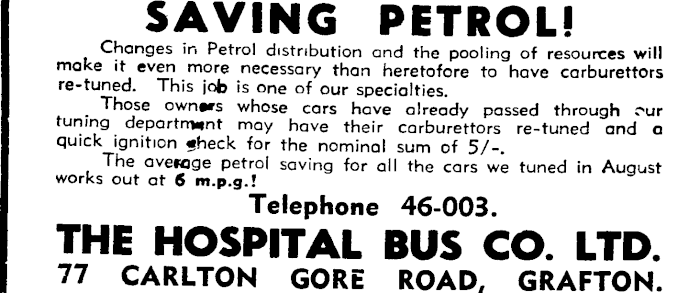 SAVING PETROL!
Changes in Petrol distribution and the pooling of resources will
make it even more necessary than heretofore to have carburettors
re-tuned. This job is one of our specialties.
Those owners whose cars have already passed through our
tuning department may have their carburettors re-tuned and a
quick ignition check for the nominal sum of 5/-.
The average petrol saving for all the cars we tuned in August
works out at 6 m.p.g.!
Telephone 46-003.
THE HOSPITAL BUS CO. LTD.
77 CARLTON GORE ROAD, GRAFTON.